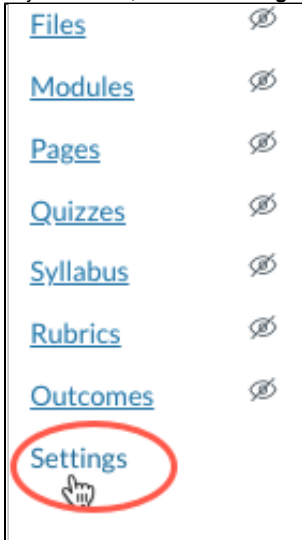 Files
Modules
Pages
Quizzes
Syllabus
Rubrics
Outcomes
Settings